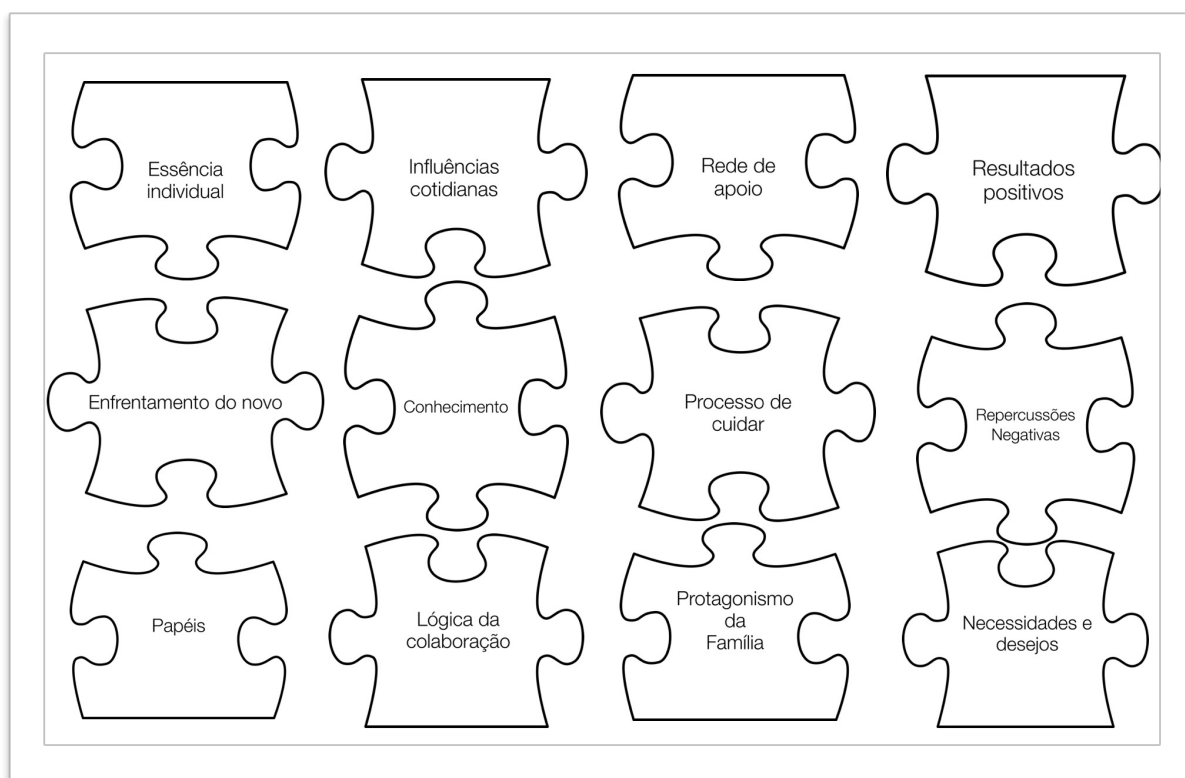 Essência
individual
Influências
cotidianas
Rede de
apoio
Resultados
positivos
Enfrentamento do novo
Conhecimento
Processo de
cuidar
Repercussões
Negativas
Papéis
Lógica da
colaboração
Protagonismo
da
Família
Necessidades e
desejos